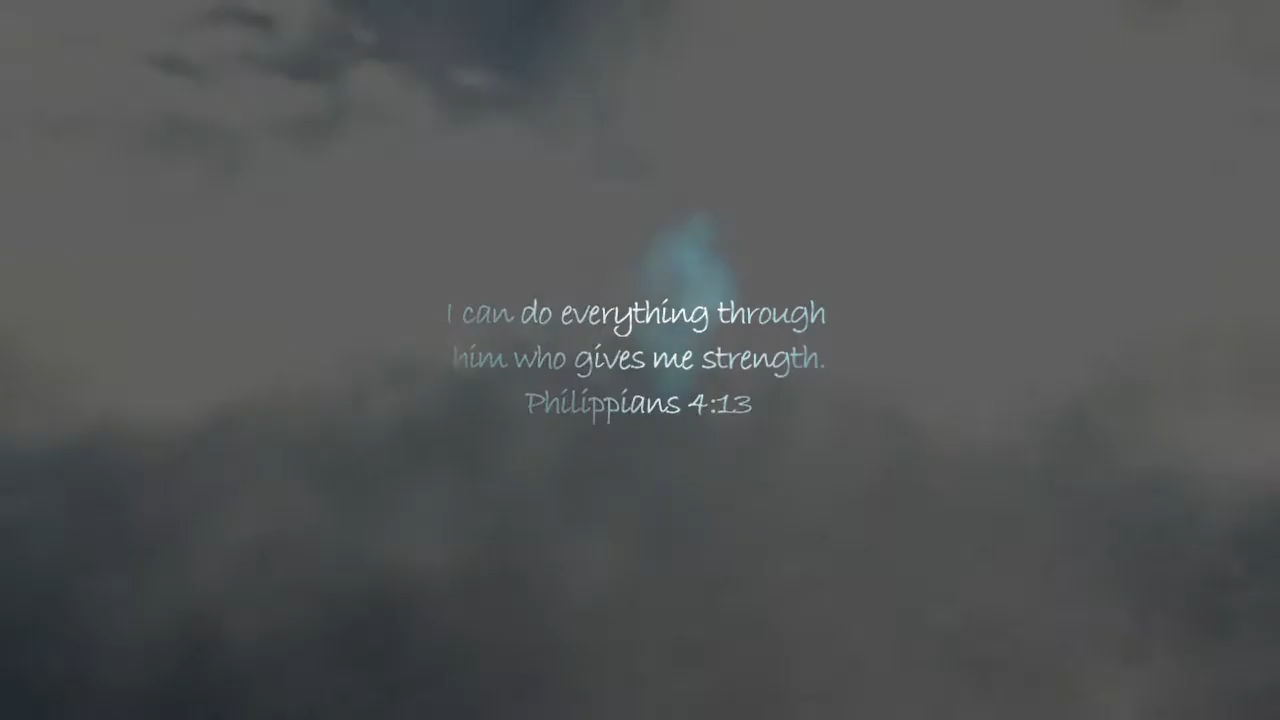 I can do everything through
him who gives me strength.
Philippians 4:13